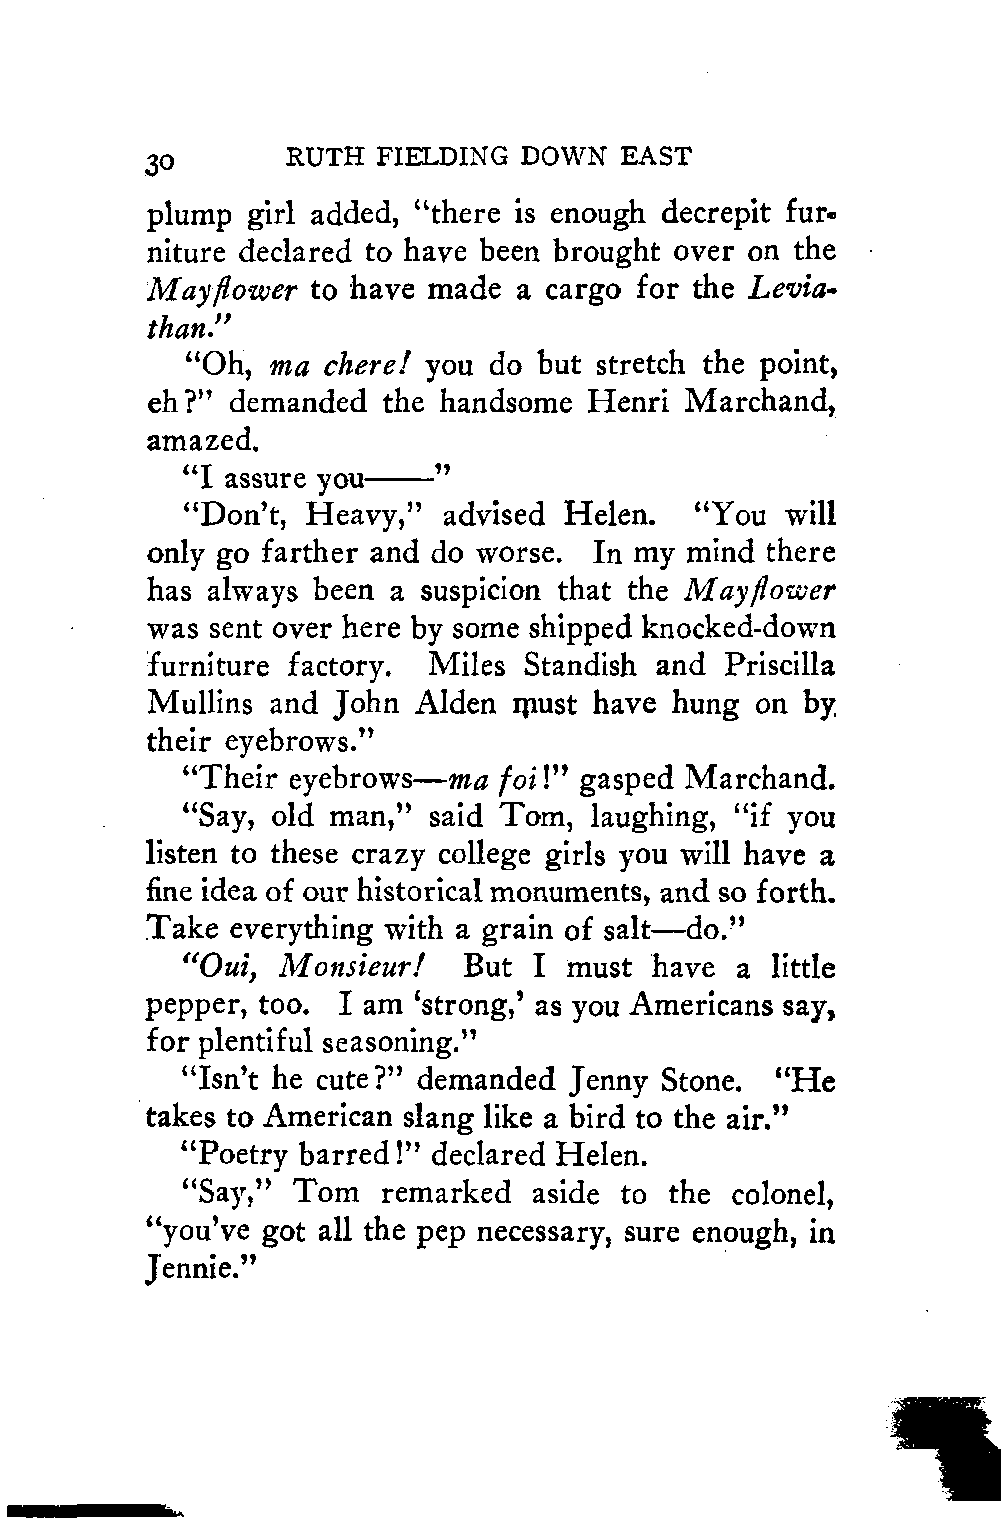 30 RUTH FIELDING DOWN EAST
plump girl added, “there is enough decrepit fur-
niture declared to have been brought over on the
Mayflower to have made a cargo for the Levia-
than.”
“Oh, ma chere! you do but stretch the point,
eh?” demanded the handsome Henri Marchand,
amazed.
“I assure you——”
“Don’t, Heavy,” advised Helen. “You will
only go farther and do worse. In my mind there
has always been a suspicion that the Mayflower
was sent over here by some shipped knocked-down
furniture factory. Miles Standish and Priscilla
Mullins and John Alden must have hung on by
their eyebrows.”
“Their eyebrows—ma foi!” gasped Marchand.
“Say, old man,” said Tom, laughing, “if you
listen to these crazy college girls you will have a
fine idea of our historical monuments, and so forth.
Take everything with a grain of salt—do.”
“Oui, Monsieur! But I must have a little
pepper, too. I am ‘strong,’ as you Americans say,
for plentiful seasoning.”
“Isn’t he cute?” demanded Jenny Stone. “He
takes to American slang like a bird to the air.”
“Poetry barred!” declared Helen.
“Say,” Tom remarked aside to the colonel,
“you’ve got all the pep necessary, sure enough, in
Jennie.”